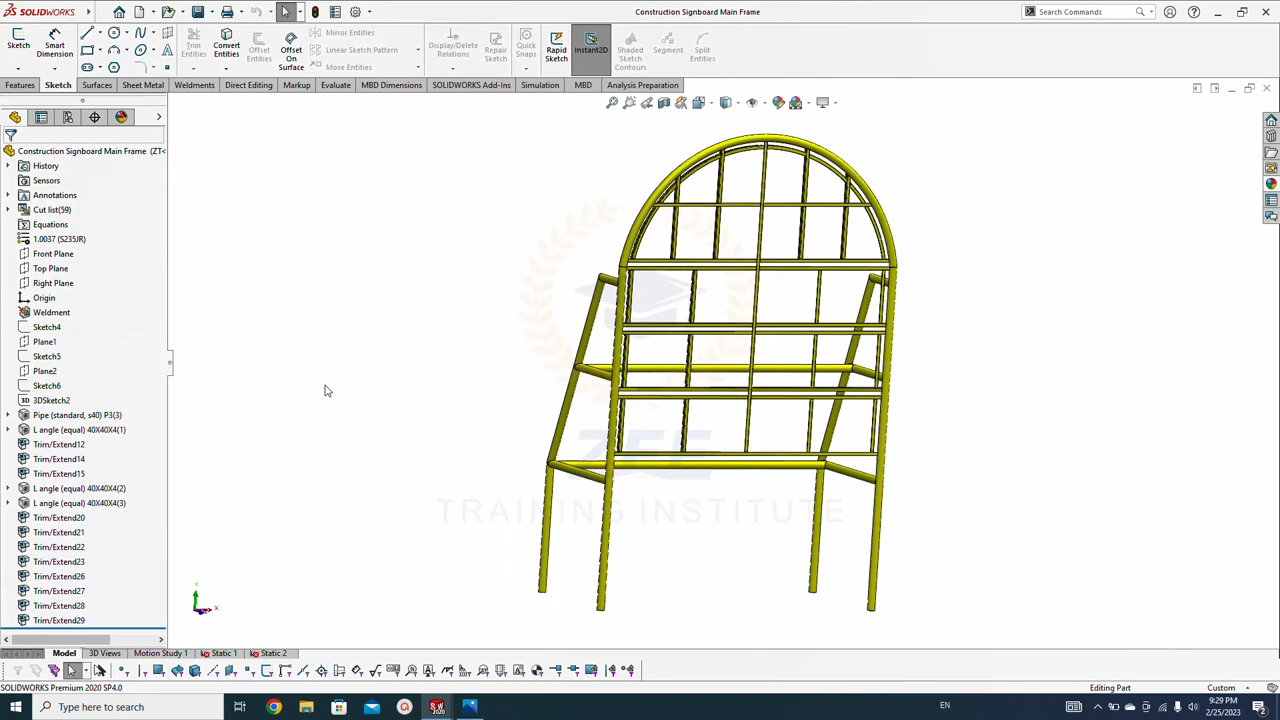 SOLIDWORKS
Construction Signboard Main Frame
Search Commands
Sketch
Smart Dimension
Trim Entities
Convert Entities
Offset Entities
Offset On Surface
Mirror Entities
Linear Sketch Pattern
Move Entities
Display/Delete Relations
Repair Sketch
Quick Snaps
Rapid Sketch
Instant2D
Shaded Sketch Contours
Segment
Split Entities
Features Sketch Surfaces Sheet Metal Weldments Direct Editing Markup Evaluate MBD Dimensions SOLIDWORKS Add-Ins Simulation MBD Analysis Preparation
Construction Signboard Main Frame (ZT<
History
Sensors
Annotations
Cut list(59)
Equations
1.0037 (S235JR)
Front Plane
Top Plane
Right Plane
Origin
Weldment
Sketch4
Plane1
Sketch5
Plane2
Sketch6
3D 3DSketch2
Pipe (standard, s40) P3(3)
L angle (equal) 40X40X4(1)
Trim/Extend12
Trim/Extend14
Trim/Extend15
L angle (equal) 40X40X4(2)
L angle (equal) 40X40X4(3)
Trim/Extend20
Trim/Extend21
Trim/Extend22
Trim/Extend23
Trim/Extend26
Trim/Extend27
Trim/Extend28
Trim/Extend29
ZEE
TRAINING INSTITUTE
Y
X
Model 3D Views Motion Study 1 Static 1 Static 2
SOLIDWORKS Premium 2020 SP4.0
Editing Part
Custom
Type here to search
EN
9:29 PM
2/25/2023